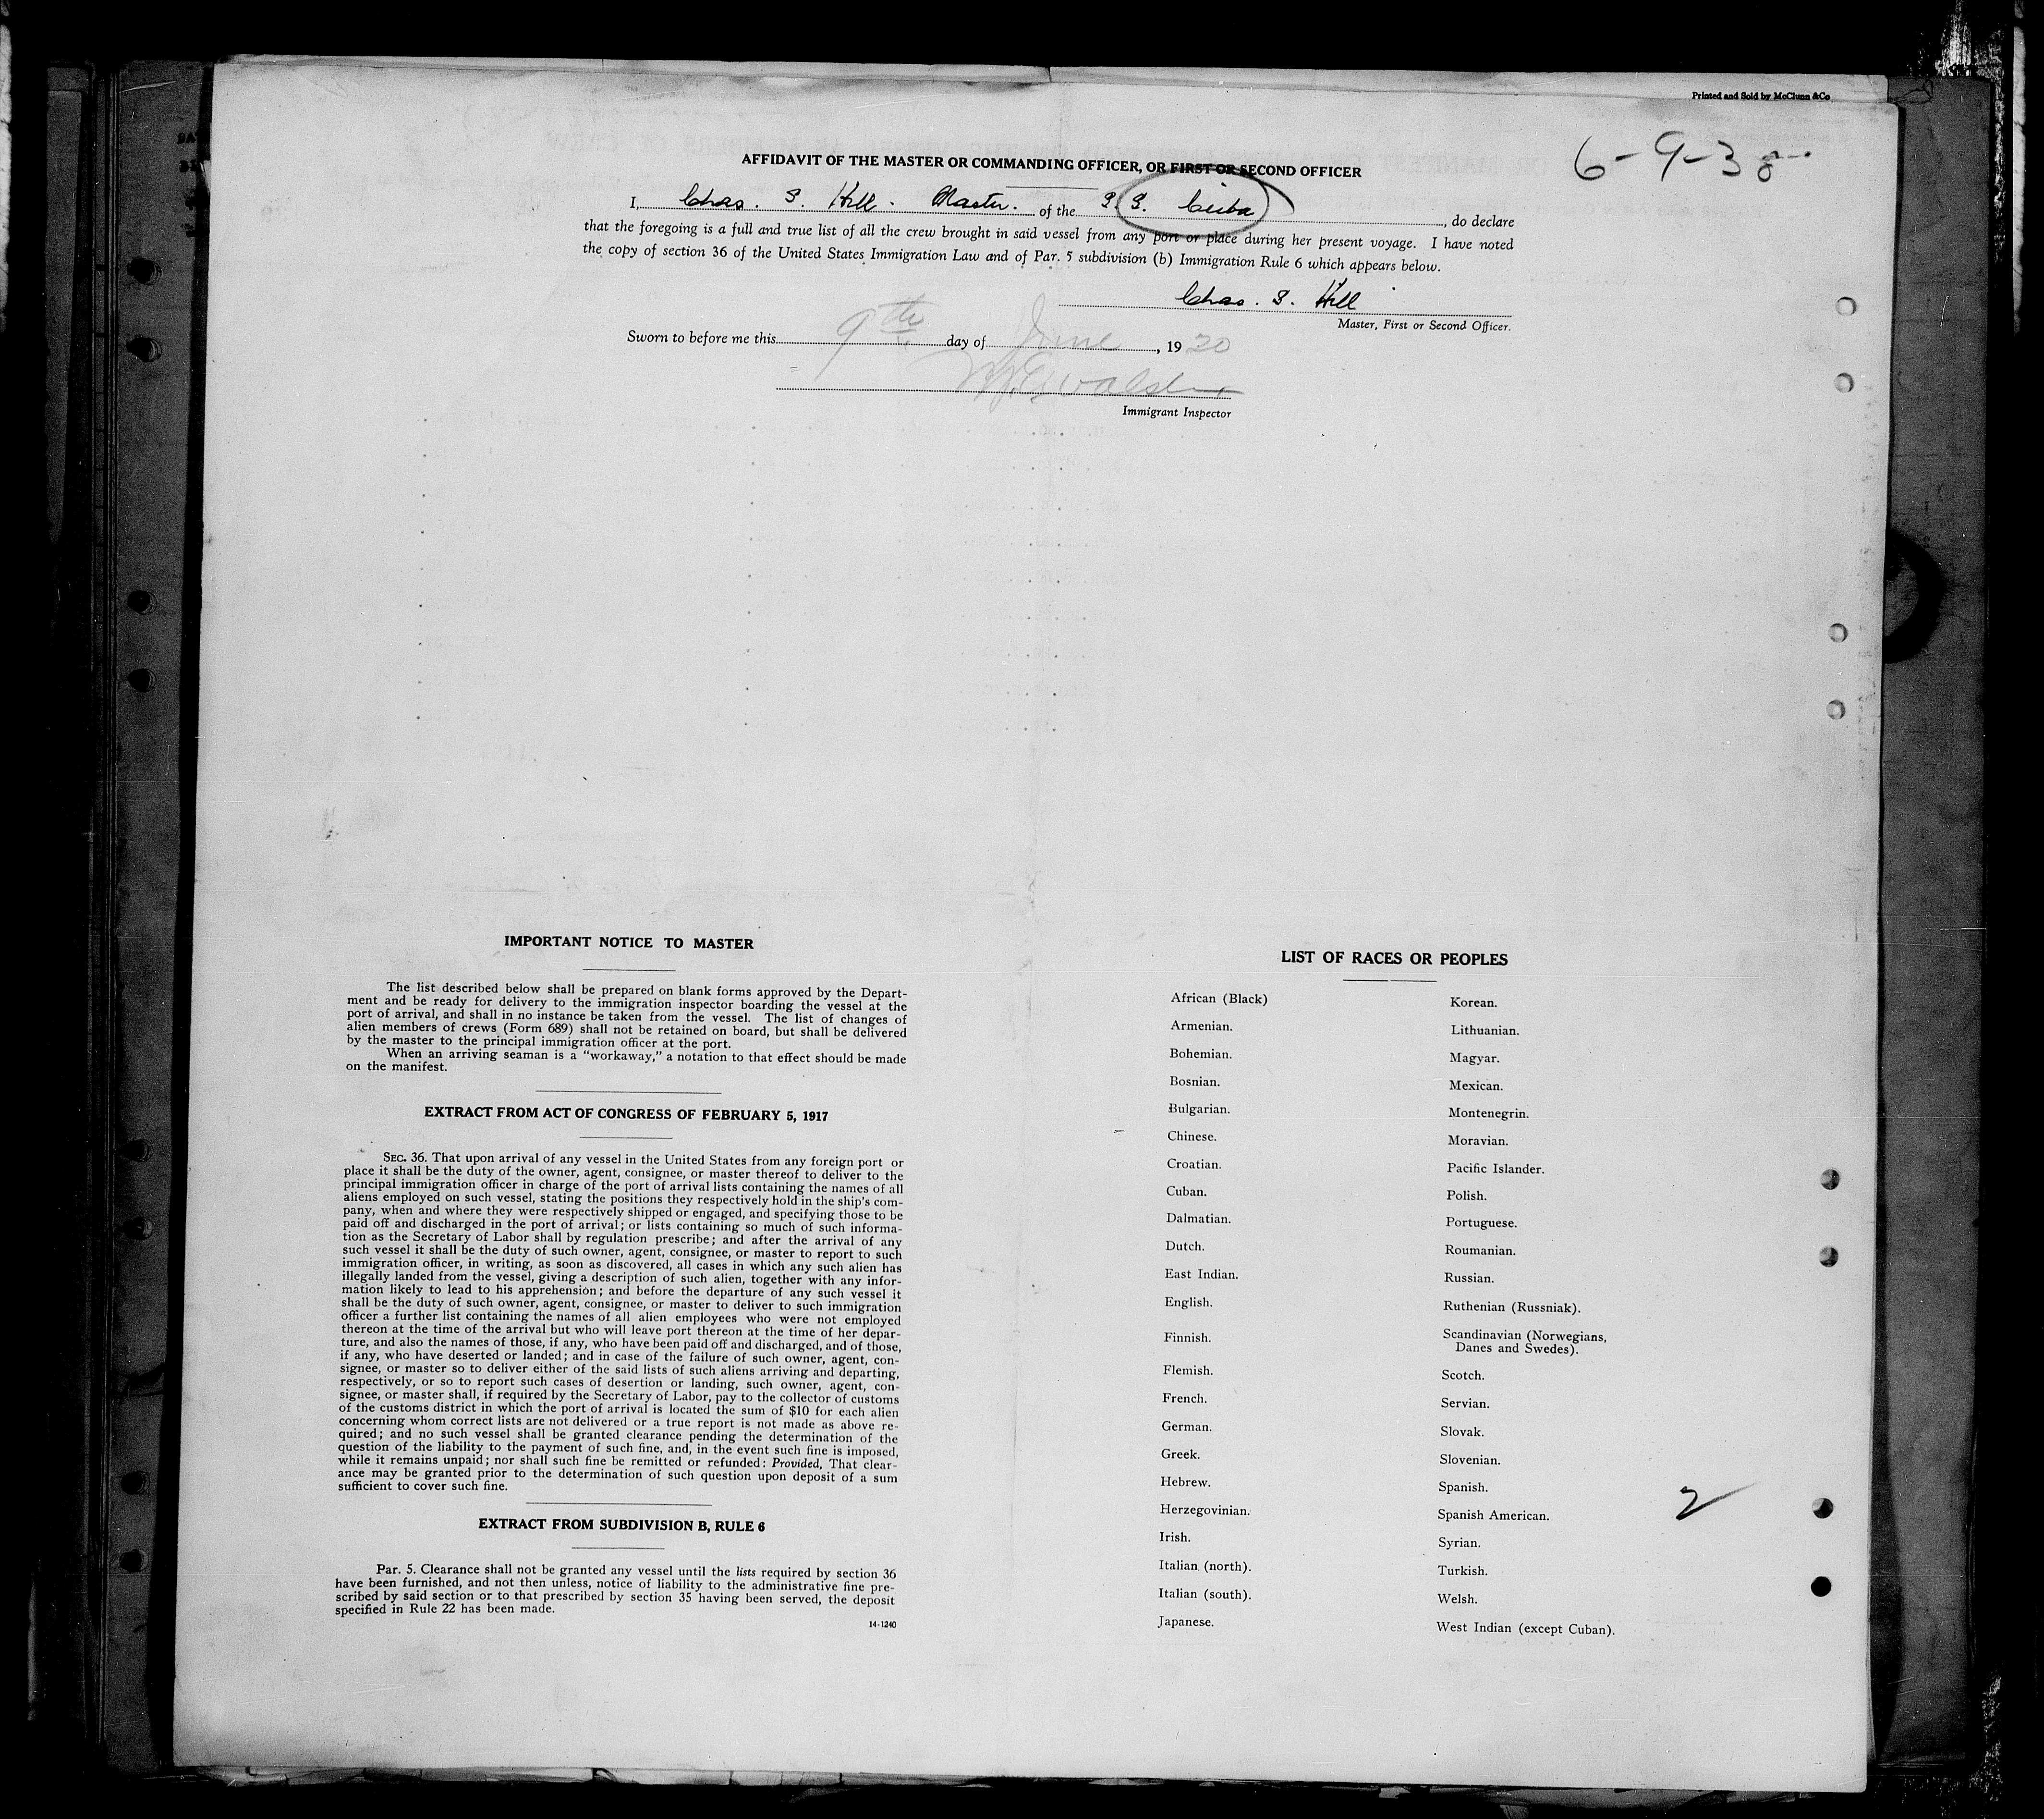 Printed and Sold by McClunn & Co
AFFIDAVIT OF THE MASTER OR COMMANDING OFFICER, OR FIRST OR SECOND OFFICER
I, Chas. S. Hill. Master. of the S.S. Ceiba, do declare
that the foregoing is a full and true list of all the crew brought in said vessel from any port or place during her present voyage. I have noted
the copy of section 36 of the United States Immigration Law and of Par. 5 subdivision (b) Immigration Rule 6 which appears below.
Chas. S. Hill
Master, First or Second Officer.
Sworn to before me this 9th day of June, 1930
Immigrant Inspector
IMPORTANT NOTICE TO MASTER
The list described below shall be prepared on blank forms approved by the Depart-
ment and be ready for delivery to the immigration inspector boarding the vessel at the
port of arrival, and shall in no instance be taken from the vessel. The list of changes of
alien members of crews (Form 689) shall not be retained on board, but shall be delivered
by the master to the principal immigration officer at the port.
When an arriving seaman is a "workaway," a notation to that effect should be made
on the manifest.
EXTRACT FROM ACT OF CONGRESS OF FEBRUARY 5, 1917
SEC. 36. That upon arrival of any vessel in the United States from any foreign port or
place it shall be the duty of the owner, agent, consignee, or master thereof to deliver to the
principal immigration officer in charge of the port of arrival lists containing the names of all
aliens employed on such vessel, stating the positions they respectively hold in the ship's com-
pany, when and where they were respectively shipped or engaged, and specifying those to be
paid off and discharged in the port of arrival; or lists containing so much of such informa-
tion as the Secretary of Labor shall by regulation prescribe; and after the arrival of any
such vessel it shall be the duty of such owner, agent, consignee, or master to report to such
immigration officer, in writing, as soon as discovered, all cases in which any such alien has
illegally landed from the vessel, giving a description of such alien, together with any infor-
mation likely to lead to his apprehension; and before the departure of any such vessel it
shall be the duty of such owner, agent, consignee, or master to deliver to such immigration
officer a further list containing the names of all alien employees who were not employed
thereon at the time of the arrival but who will leave port thereon at the time of her depar-
ture, and also the names of those, if any, who have been paid off and discharged, and of those,
if any, who have deserted or landed; and in case of the failure of such owner, agent, con-
signee, or master so to deliver either of the said lists of such aliens arriving and departing,
respectively, or so to report such cases of desertion or landing, such owner, agent, con-
signee, or master shall, if required by the Secretary of Labor, pay to the collector of customs
of the customs district in which the port of arrival is located the sum of $10 for each alien
concerning whom correct lists are not delivered or a true report is not made as above re-
quired; and no such vessel shall be granted clearance pending the determination of the
question of the liability to the payment of such fine, and, in the event such fine is imposed,
while it remains unpaid; nor shall such fine be remitted or refunded: Provided, That clear-
ance may be granted prior to the determination of such question upon deposit of a sum
sufficient to cover such fine.
EXTRACT FROM SUBDIVISION B, RULE 6
Par. 5. Clearance shall not be granted any vessel until the lists required by section 36
have been furnished, and not then unless, notice of liability to the administrative fine pre-
scribed by said section or to that prescribed by section 35 having been served, the deposit
specified in Rule 22 has been made.
14-1240
LIST OF RACES OR PEOPLES
African (Black)
Armenian.
Bohemian.
Bosnian.
Bulgarian.
Chinese.
Croatian.
Cuban.
Dalmatian.
Dutch.
East Indian.
English.
Finnish.
Flemish.
French.
German.
Greek.
Hebrew.
Herzegovinian.
Irish.
Italian (north).
Italian (south).
Japanese.
Korean.
Lithuanian.
Magyar.
Mexican.
Montenegrin.
Moravian.
Pacific Islander.
Polish.
Portuguese.
Roumanian.
Russian.
Ruthenian (Russniak).
Scandinavian (Norwegians,
Danes and Swedes).
Scotch.
Servian.
Slovak.
Slovenian.
Spanish.
Spanish American.
Syrian.
Turkish.
Welsh.
West Indian (except Cuban).
2